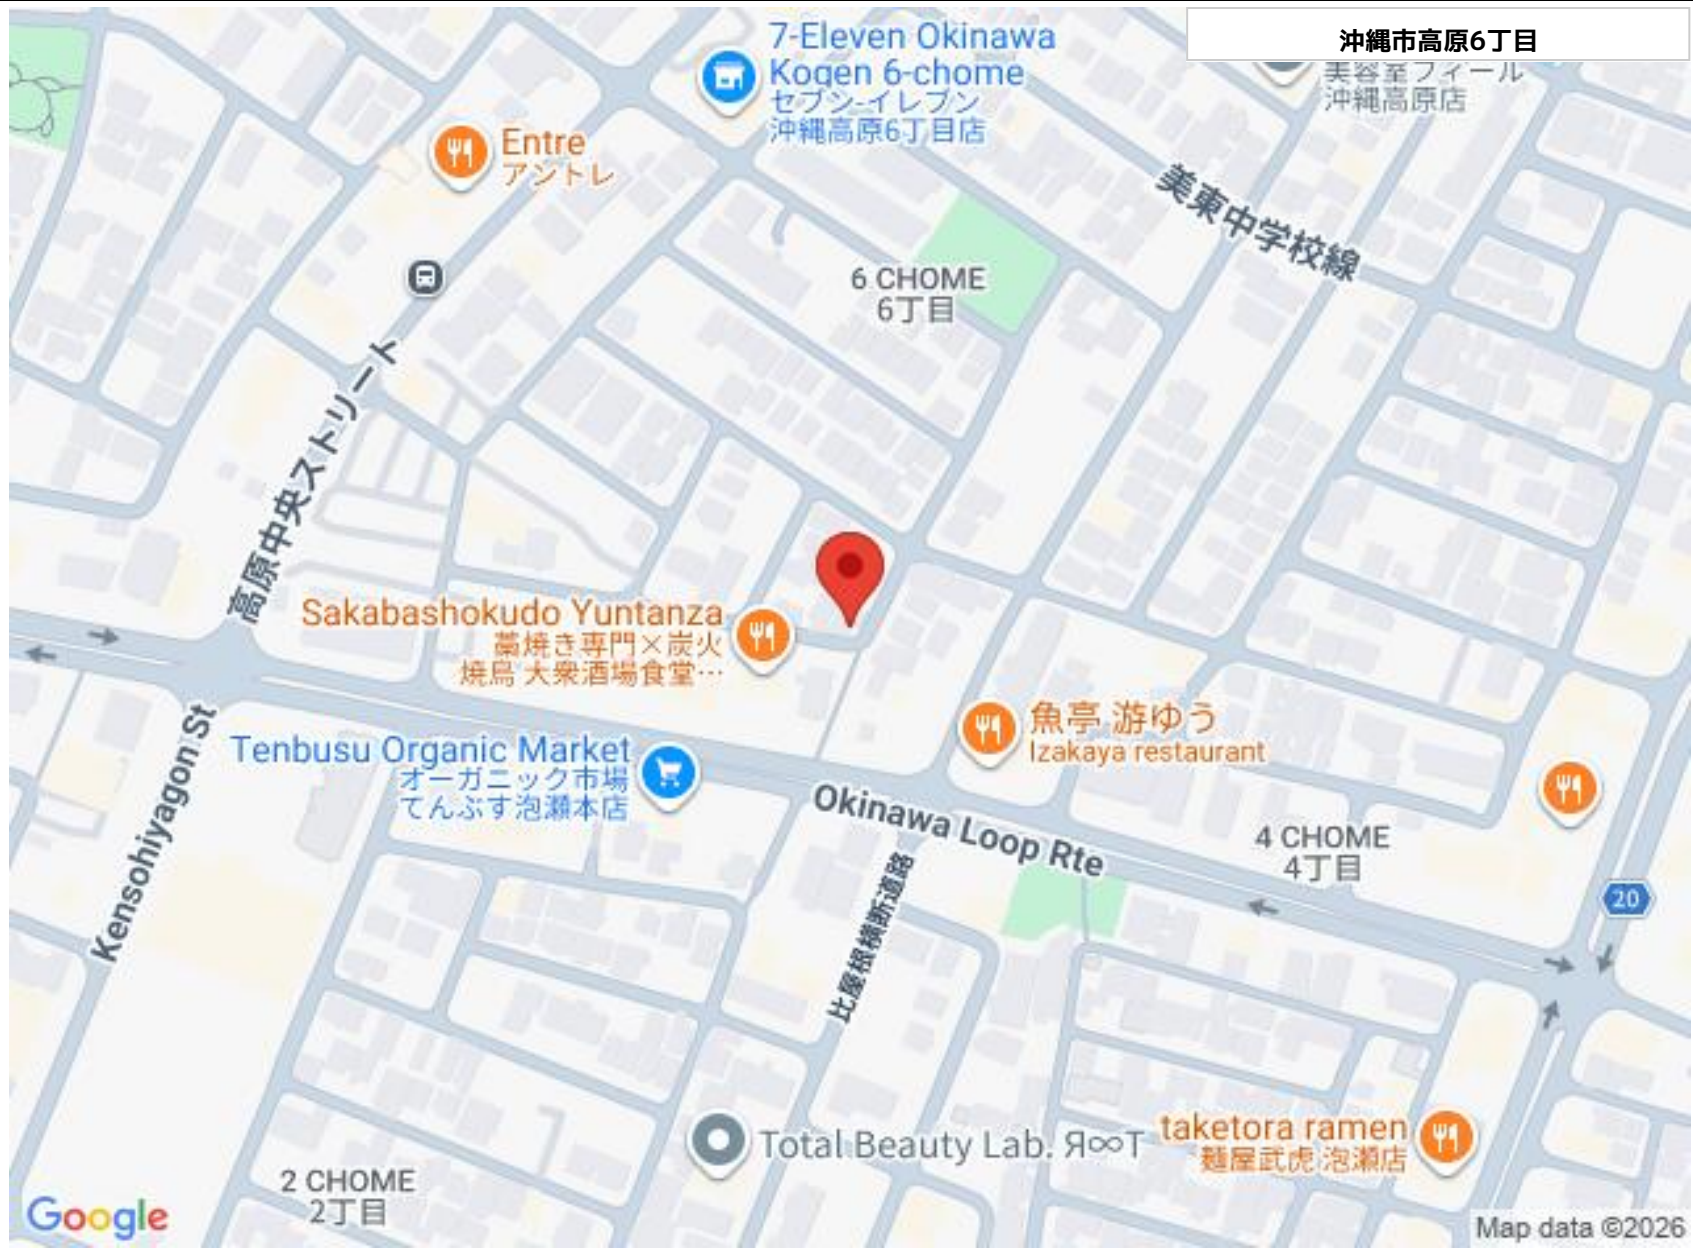 沖縄市高原6丁目
7-Eleven Okinawa
Kogen 6-chome
セブン-イレブン
沖縄高原6丁目店
美容室フィール
沖縄高原店
Entre
アントレ
美東中学校線
6 CHOME
6丁目
高原中央ストリート
Sakabashokudo Yuntanza
藁焼き専門×炭火
焼鳥 大衆酒場食堂…
魚亭 游ゆう
Izakaya restaurant
Tenbusu Organic Market
オーガニック市場
てんぶす泡瀬本店
Kensohiyagon St
Okinawa Loop Rte
4 CHOME
4丁目
20
比屋根横断道路
Total Beauty Lab. Я∞T
taketora ramen
麺屋武虎 泡瀬店
2 CHOME
2丁目
Google
Map data ©2026